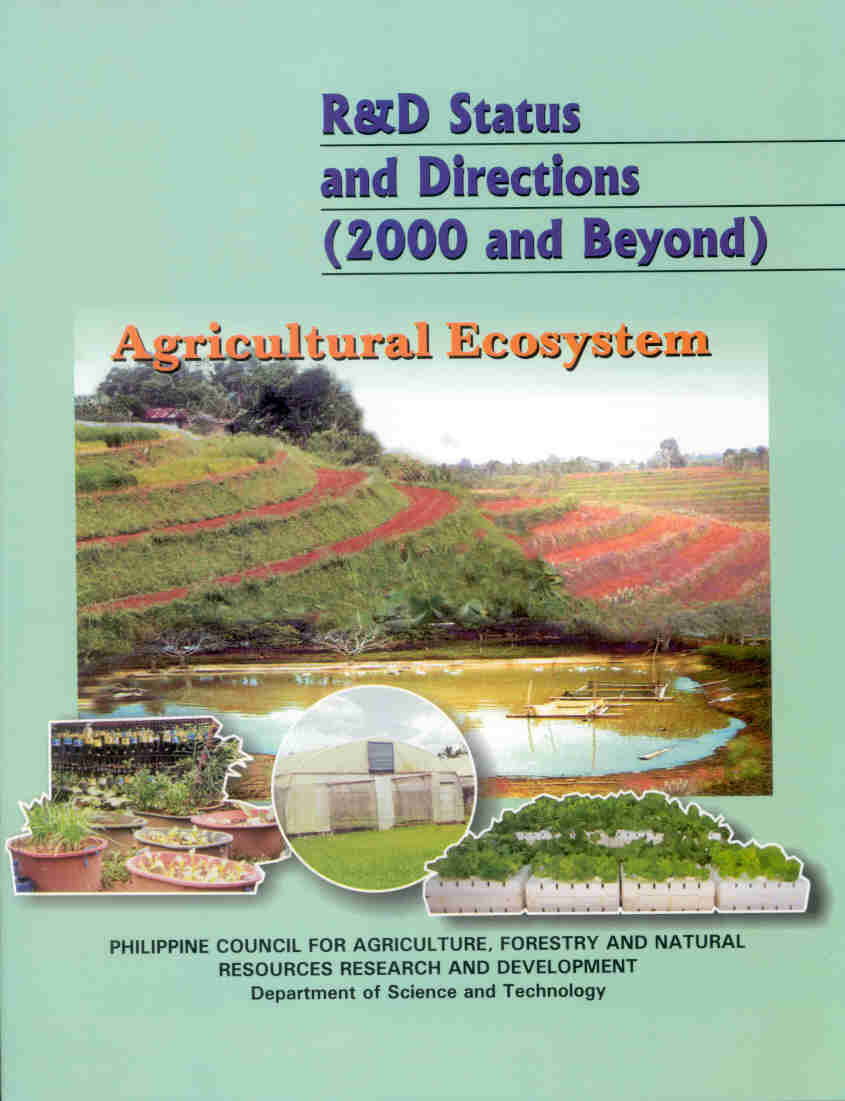 R&D Status
and Directions
(2000 and Beyond)
Agricultural Ecosystem
PHILIPPINE COUNCIL FOR AGRICULTURE, FORESTRY AND NATURAL
RESOURCES RESEARCH AND DEVELOPMENT
Department of Science and Technology